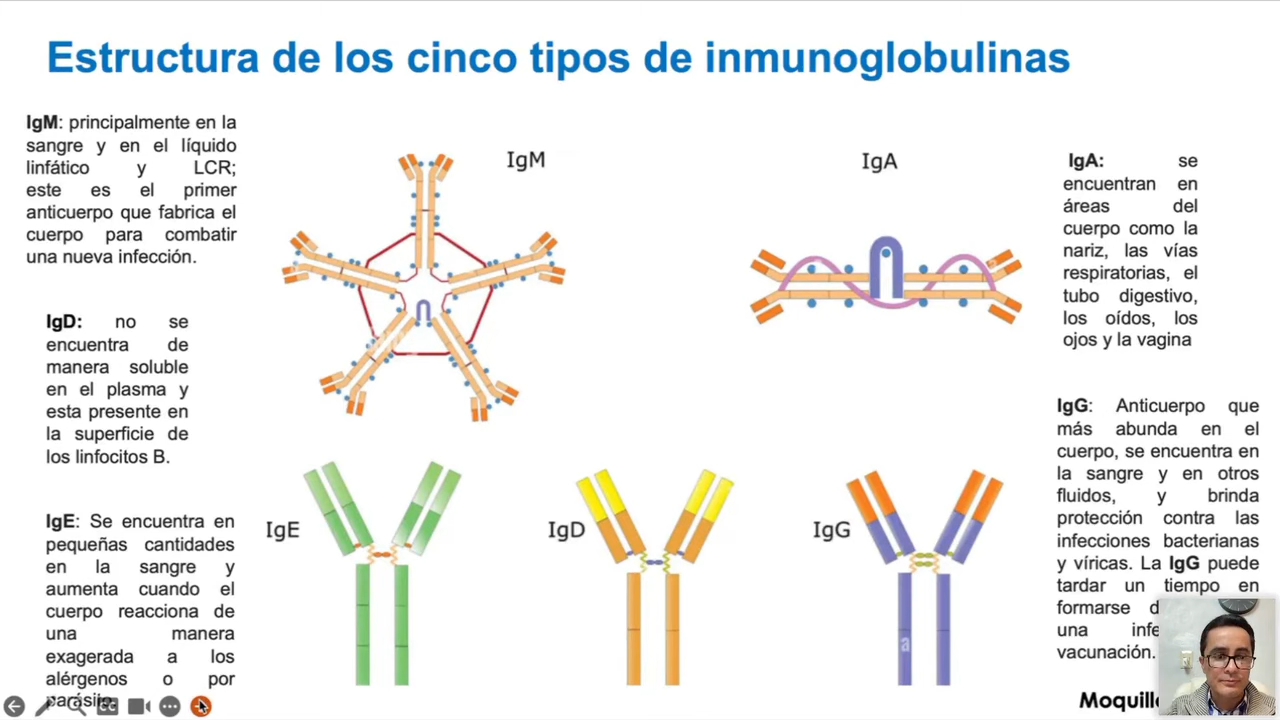 Estructura de los cinco tipos de inmunoglobulinas
IgM: principalmente en la
sangre y en el líquido
linfático y LCR;
este es el primer
anticuerpo que fabrica el
cuerpo para combatir
una nueva infección.
IgD: no se
encuentra de
manera soluble
en el plasma y
esta presente en
la superficie de
los linfocitos B.
IgE: Se encuentra en
pequeñas cantidades
en la sangre y
aumenta cuando el
cuerpo reacciona de
una manera
exagerada a los
alérgenos o por
parásito.
IgM
IgA
IgE
IgD
IgG
IgA: se
encuentran en
áreas del
cuerpo como la
nariz, las vías
respiratorias, el
tubo digestivo,
los oídos, los
ojos y la vagina
IgG: Anticuerpo que
más abunda en el
cuerpo, se encuentra en
la sangre y en otros
fluidos, y brinda
protección contra las
infecciones bacterianas
y víricas. La IgG puede
tardar un tiempo en
formarse
una
vacunación.
CC